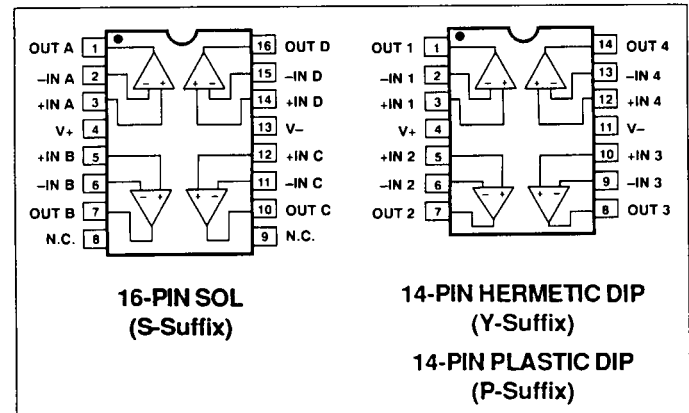 OUT A 1 16 OUT D
–IN A 2 15 –IN D
+IN A 3 14 +IN D
V+ 4 13 V–
+IN B 5 12 +IN C
–IN B 6 11 –IN C
OUT B 7 10 OUT C
N.C. 8 9 N.C.
– + + –
– + – +
16-PIN SOL
(S-Suffix)
OUT 1 1 14 OUT 4
–IN 1 2 13 –IN 4
+IN 1 3 12 +IN 4
V+ 4 11 V–
+IN 2 5 10 +IN 3
–IN 2 6 9 –IN 3
OUT 2 7 8 OUT 3
– + + –
– + – +
14-PIN HERMETIC DIP
(Y-Suffix)
14-PIN PLASTIC DIP
(P-Suffix)